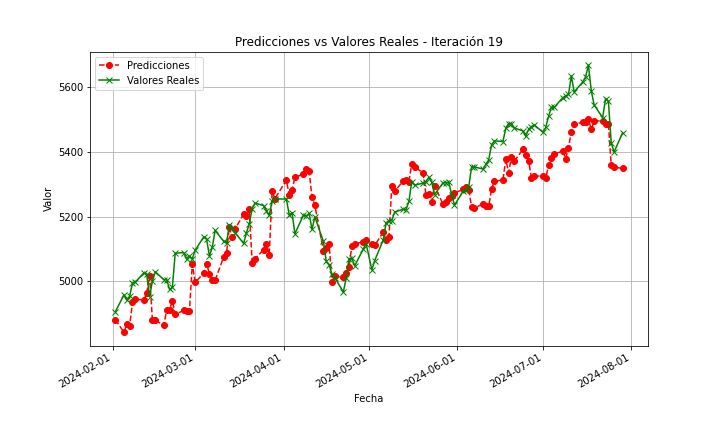 Predicciones vs Valores Reales - Iteración 19
Predicciones
Valores Reales
Valor
5600
5400
5200
5000
2024-02-01
2024-03-01
2024-04-01
2024-05-01
2024-06-01
2024-07-01
2024-08-01
Fecha